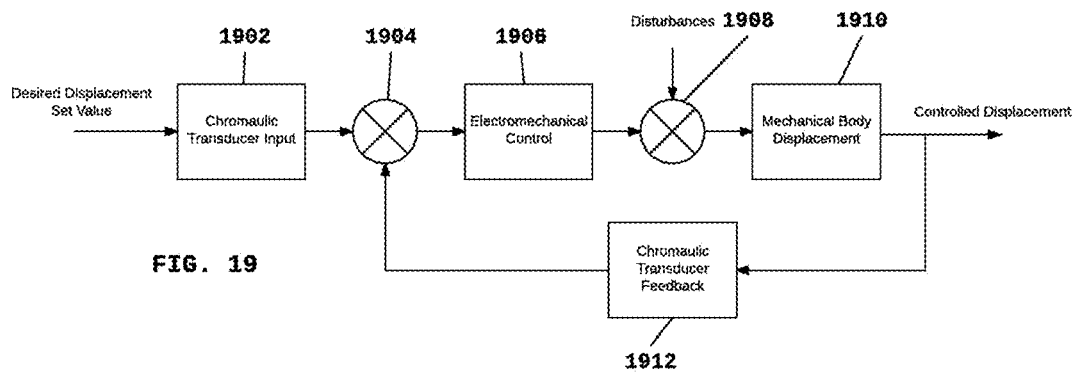 1902
1904
1906
Disturbances 1908
1910
Desired Displacement
Set Value
Chromaulic
Transducer Input
Electromechanical
Control
Mechanical Body
Displacement
Controlled Displacement
FIG. 19
Chromaulic
Transducer
Feedback
1912